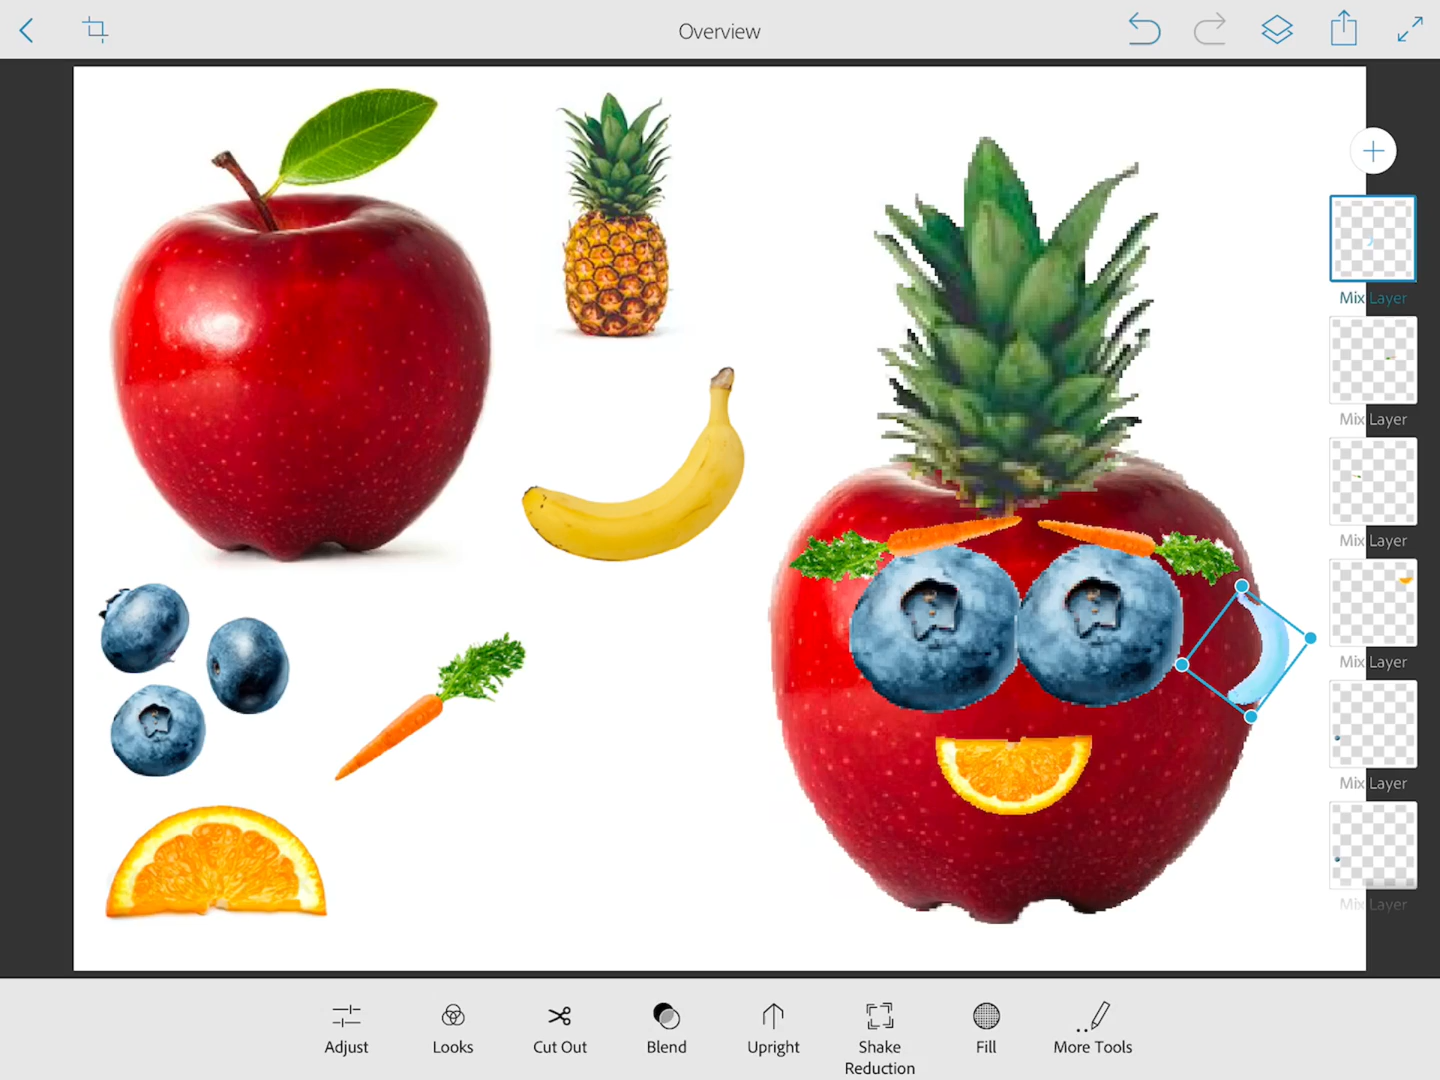 Overview
Mix Layer
Mix Layer
Mix Layer
Mix Layer
Mix Layer
Mix Layer
Adjust
Looks
Cut Out
Blend
Upright
Shake
Reduction
Fill
More Tools